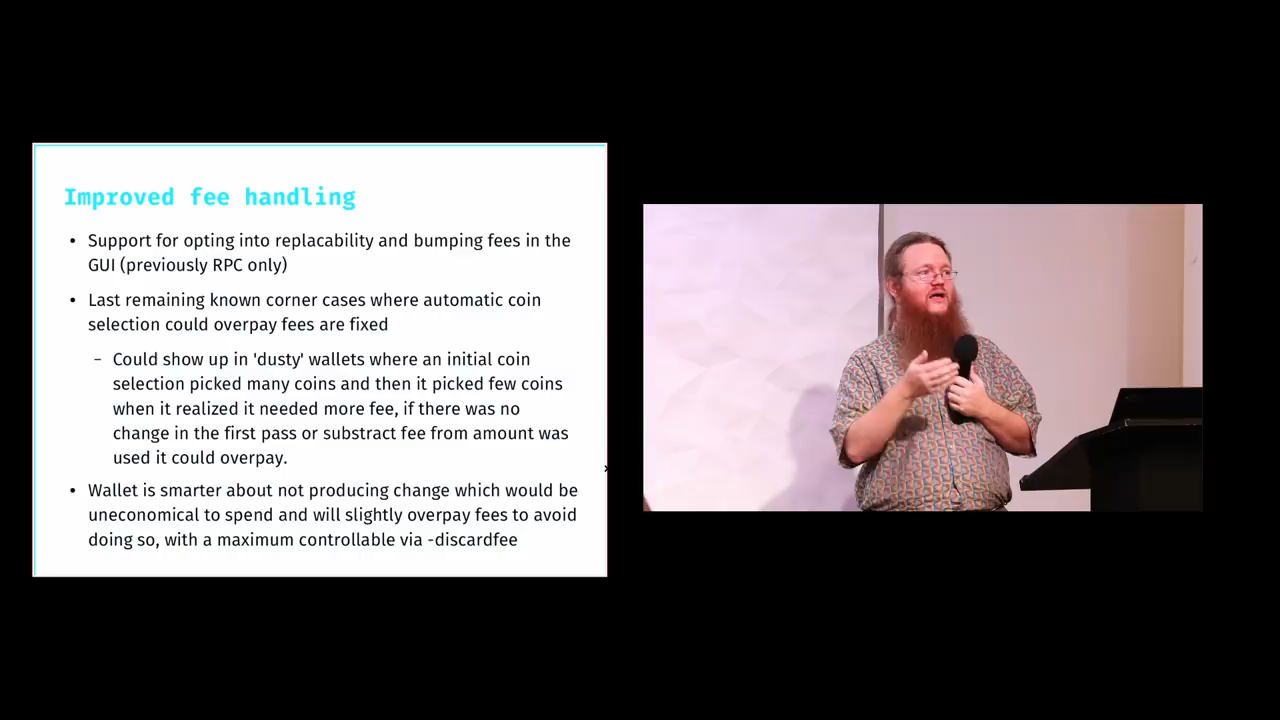 Improved fee handling
• Support for opting into replacability and bumping fees in the
GUI (previously RPC only)
• Last remaining known corner cases where automatic coin
selection could overpay fees are fixed
– Could show up in 'dusty' wallets where an initial coin
selection picked many coins and then it picked few coins
when it realized it needed more fee, if there was no
change in the first pass or substract fee from amount was
used it could overpay.
• Wallet is smarter about not producing change which would be
uneconomical to spend and will slightly overpay fees to avoid
doing so, with a maximum controllable via -discardfee